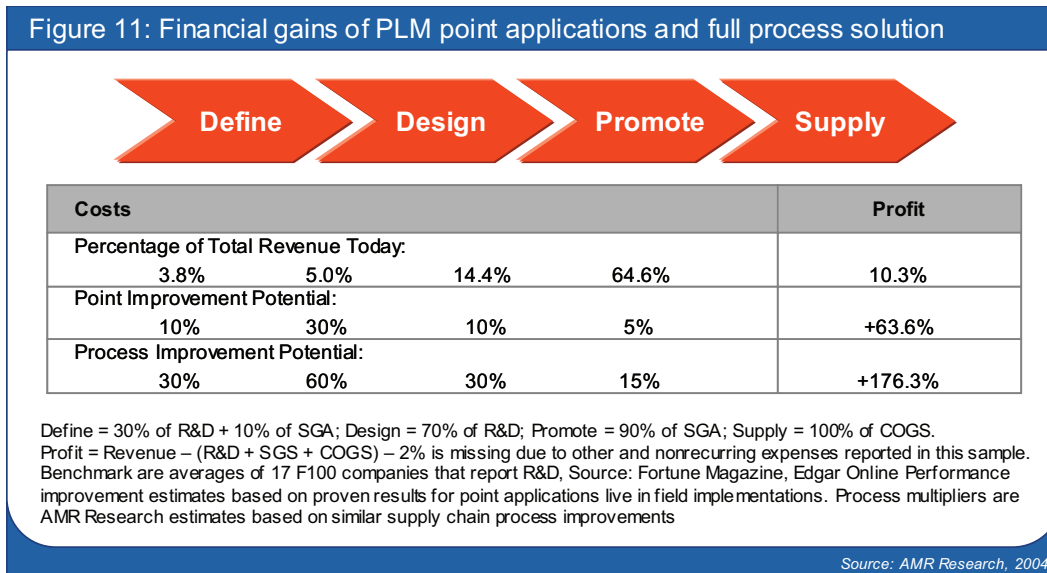 Figure 11: Financial gains of PLM point applications and full process solution
Define Design Promote Supply
Costs Profit
Percentage of Total Revenue Today:
3.8% 5.0% 14.4% 64.6% 10.3%
Point Improvement Potential:
10% 30% 10% 5% +63.6%
Process Improvement Potential:
30% 60% 30% 15% +176.3%
Define = 30% of R&D + 10% of SGA; Design = 70% of R&D; Promote = 90% of SGA; Supply = 100% of COGS.
Profit = Revenue – (R&D + SGS + COGS) – 2% is missing due to other and nonrecurring expenses reported in this sample.
Benchmark are averages of 17 F100 companies that report R&D, Source: Fortune Magazine, Edgar Online Performance
improvement estimates based on proven results for point applications live in field implementations. Process multipliers are
AMR Research estimates based on similar supply chain process improvements
Source: AMR Research, 2004